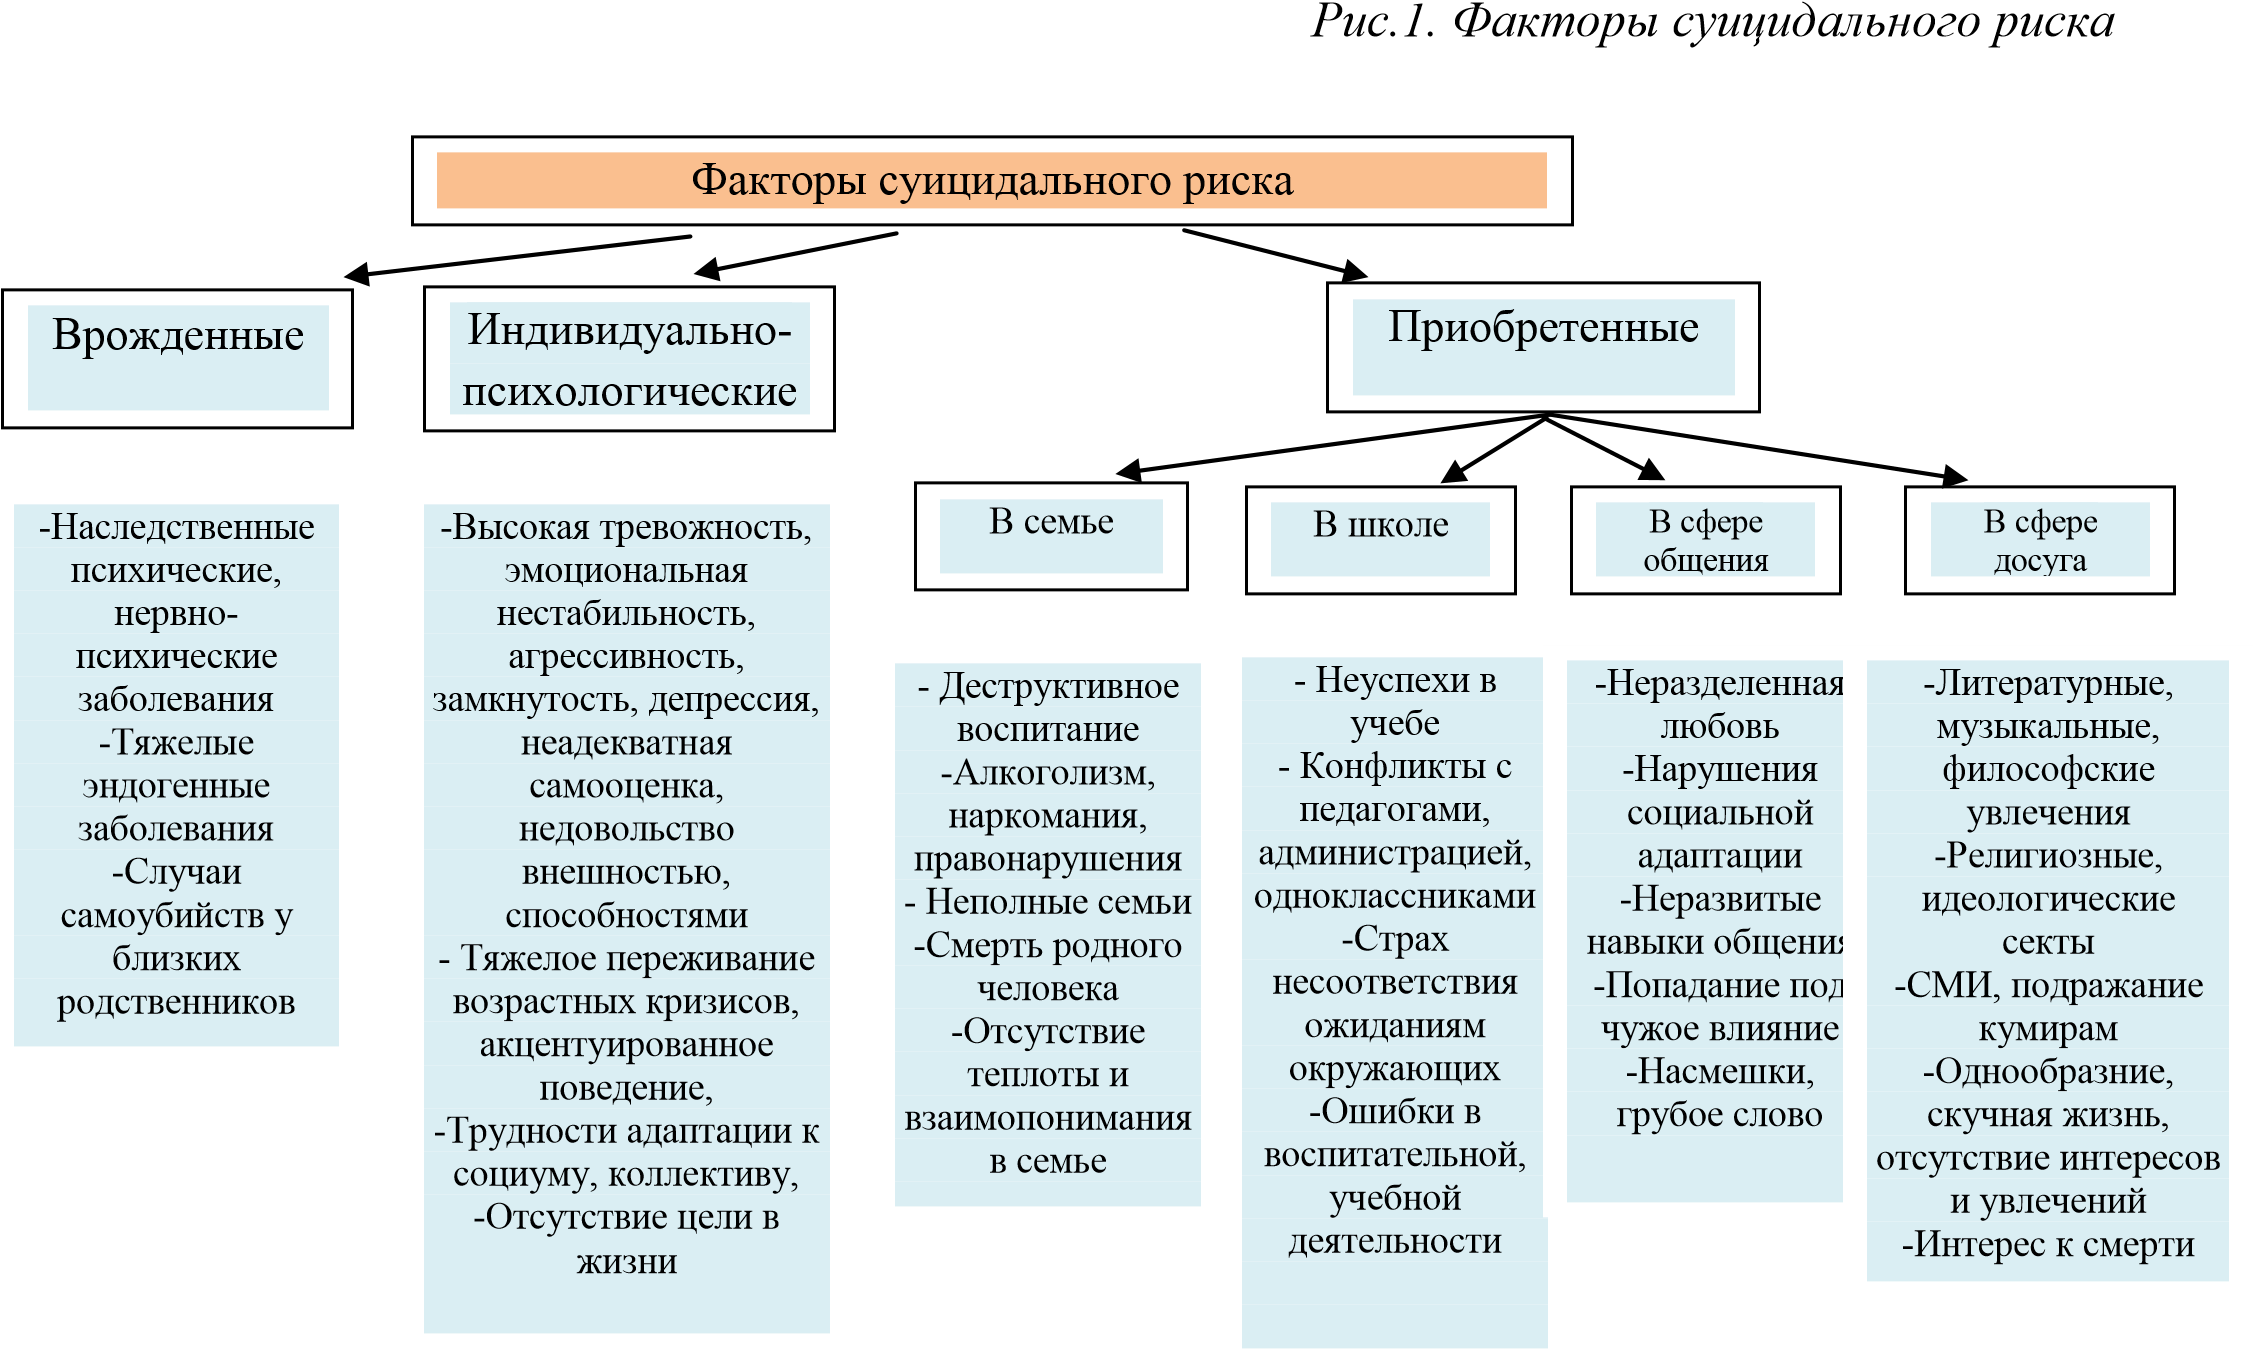 Рис.1. Факторы суицидального риска
Факторы суицидального риска
Врожденные
Индивидуально-
психологические
Приобретенные
В семье
В школе
В сфере
общения
В сфере
досуга
-Наследственные
психические,
нервно-
психические
заболевания
-Тяжелые
эндогенные
заболевания
-Случаи
самоубийств у
близких
родственников
-Высокая тревожность,
эмоциональная
нестабильность,
агрессивность,
замкнутость, депрессия,
неадекватная
самооценка,
недовольство
внешностью,
способностями
- Тяжелое переживание
возрастных кризисов,
акцентуированное
поведение,
-Трудности адаптации к
социуму, коллективу,
-Отсутствие цели в
жизни
- Деструктивное
воспитание
-Алкоголизм,
наркомания,
правонарушения
- Неполные семьи
-Смерть родного
человека
-Отсутствие
теплоты и
взаимопонимания
в семье
- Неуспехи в
учебе
- Конфликты с
педагогами,
администрацией,
одноклассниками
-Страх
несоответствия
ожиданиям
окружающих
-Ошибки в
воспитательной,
учебной
деятельности
-Неразделенная
любовь
-Нарушения
социальной
адаптации
-Неразвитые
навыки общения
-Попадание под
чужое влияние
-Насмешки,
грубое слово
-Литературные,
музыкальные,
философские
увлечения
-Религиозные,
идеологические
секты
-СМИ, подражание
кумирам
-Однообразние,
скучная жизнь,
отсутствие интересов
и увлечений
-Интерес к смерти